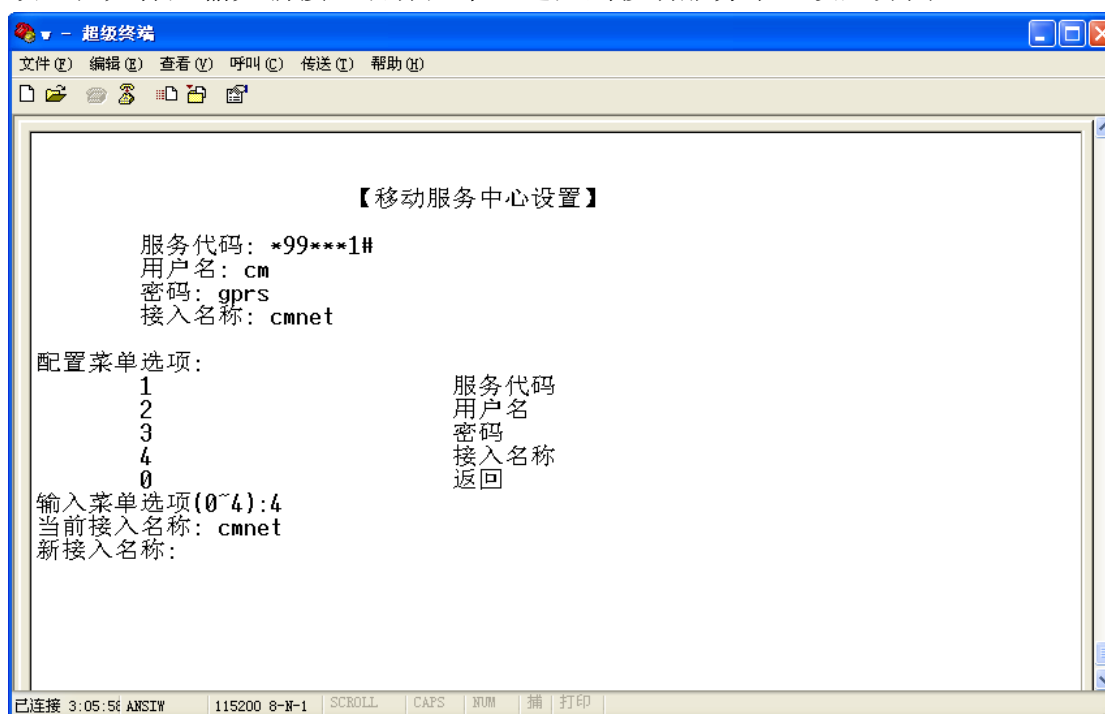 ▼ - 超级终端
文件(F) 编辑(E) 查看(V) 呼叫(C) 传送(T) 帮助(H)
【移动服务中心设置】
服务代码: *99***1#
用户名: cm
密码: gprs
接入名称: cmnet
配置菜单选项:
1 服务代码
2 用户名
3 密码
4 接入名称
0 返回
输入菜单选项(0~4):4
当前接入名称: cmnet
新接入名称:
已连接 3:05:58 ANSIW 115200 8-N-1 SCROLL CAPS NUM 捕 打印